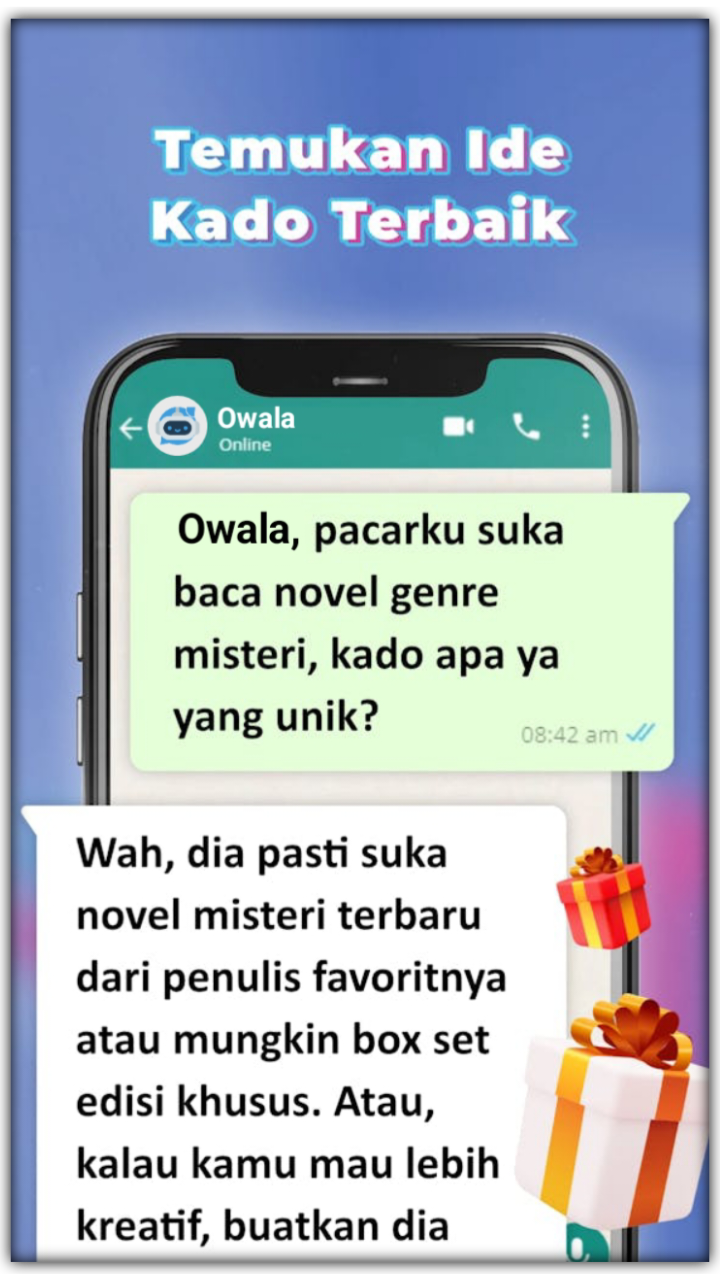 Temukan Ide
Kado Terbaik
Owala
Online
Owala, pacarku suka
baca novel genre
misteri, kado apa ya
yang unik?
08:42 am
Wah, dia pasti suka
novel misteri terbaru
dari penulis favoritnya
atau mungkin box set
edisi khusus. Atau,
kalau kamu mau lebih
kreatif, buatkan dia